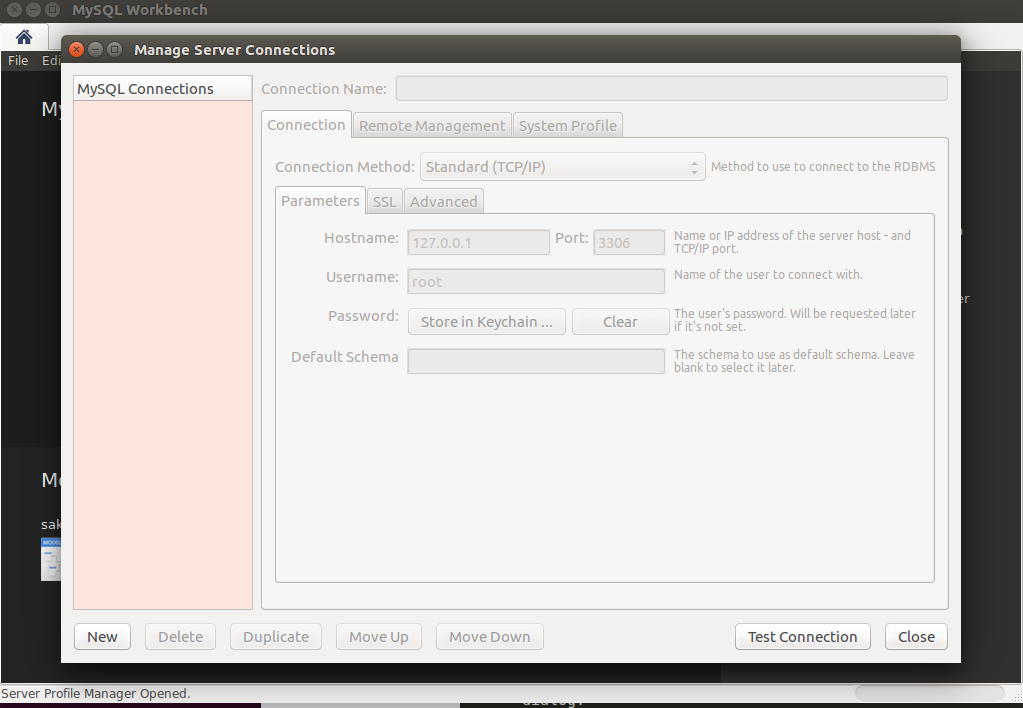 MySQL Workbench
File Edi
Manage Server Connections
My
MySQL Connections
Connection Name:
Connection Remote Management System Profile
Connection Method: Standard (TCP/IP) Method to use to connect to the RDBMS
Parameters SSL Advanced
Hostname: 127.0.0.1 Port: 3306 Name or IP address of the server host - and
TCP/IP port.
Username: root Name of the user to connect with.
er
Password: Store in Keychain ... Clear The user's password. Will be requested later
if it's not set.
Default Schema The schema to use as default schema. Leave
blank to select it later.
Mo
sak
MODEL
New Delete Duplicate Move Up Move Down Test Connection Close
Server Profile Manager Opened.
dialog.